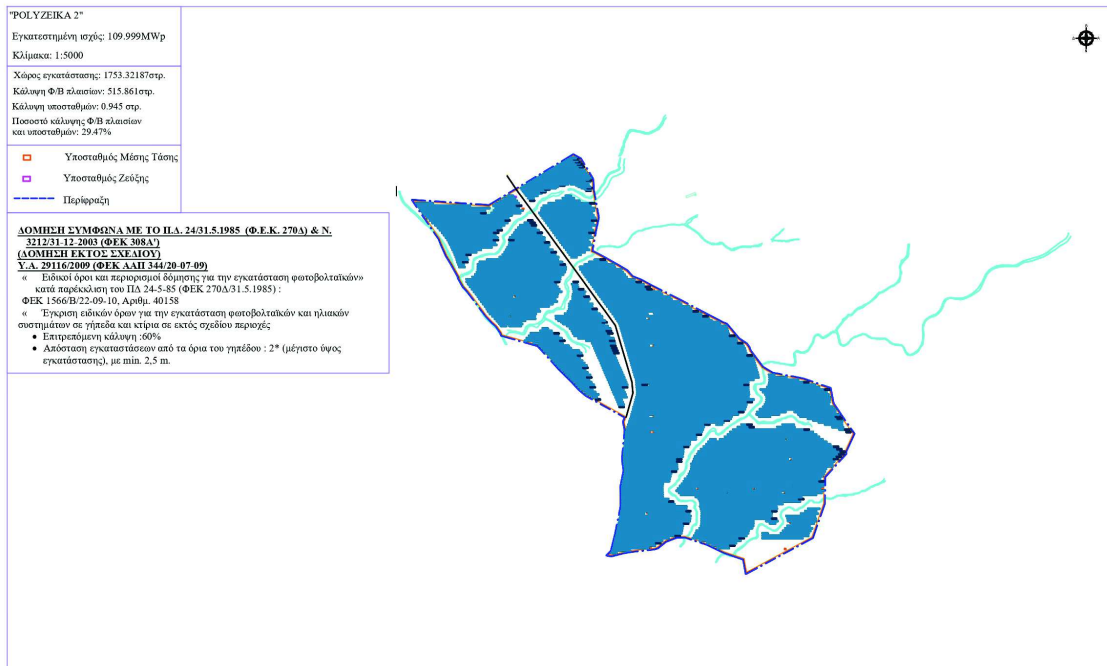 "POLYZEIKA 2"
Εγκατεστημένη ισχύς: 109.999MWp
Κλίμακα: 1:5000
Χώρος εγκατάστασης: 1753.32187στρ.
Κάλυψη Φ/Β πλαισίων: 515.861στρ.
Κάλυψη υποσταθμών: 0.945 στρ.
Ποσοστό κάλυψης Φ/Β πλαισίων
και υποσταθμών: 29.47%
Υποσταθμός Μέσης Τάσης
Υποσταθμός Ζεύξης
Περίφραξη
ΔΟΜΗΣΗ ΣΥΜΦΩΝΑ ΜΕ ΤΟ Π.Δ. 24/31.5.1985 (Φ.Ε.Κ. 270Δ) & Ν.
3212/31-12-2003 (ΦΕΚ 308Α')
(ΔΟΜΗΣΗ ΕΚΤΟΣ ΣΧΕΔΙΟΥ)
Υ.Α. 29116/2009 (ΦΕΚ ΑΑΠ 344/20-07-09)
« Ειδικοί όροι και περιορισμοί δόμησης για την εγκατάσταση φωτοβολταϊκών»
κατά παρέκκλιση του ΠΔ 24-5-85 (ΦΕΚ 270Δ/31.5.1985) :
ΦΕΚ 1566/Β/22-09-10, Αριθμ. 40158
« Έγκριση ειδικών όρων για την εγκατάσταση φωτοβολταϊκών και ηλιακών
συστημάτων σε γήπεδα και κτίρια σε εκτός σχεδίου περιοχές
• Επιτρεπόμενη κάλυψη :60%
• Απόσταση εγκαταστάσεων από τα όρια του γηπέδου : 2* (μέγιστο ύψος
εγκατάστασης), με min. 2,5 m.